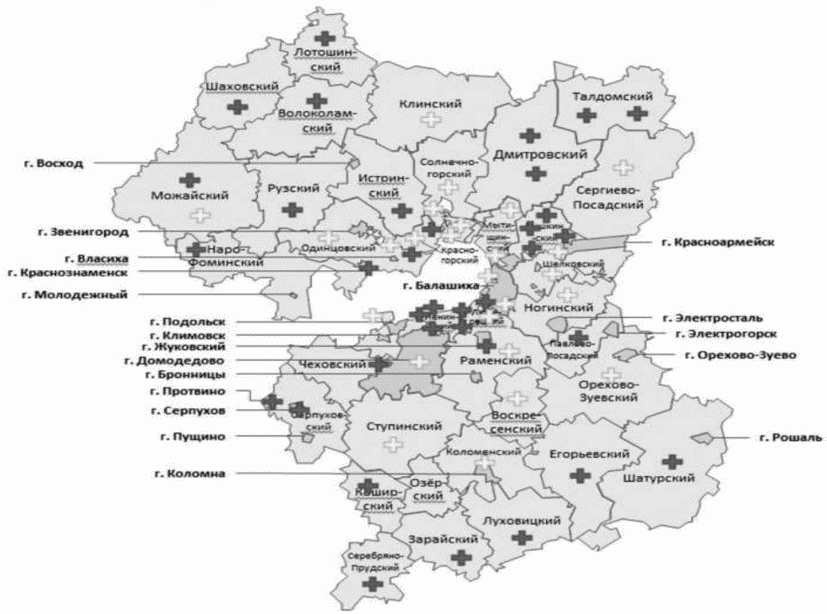 Лотошин-
ский
Шаховский
Волоколам-
ский
Клинский
Талдомский
Дмитровский
г. Восход
Солнечно-
горский
Истрин-
ский
Сергиево-
Посадский
Можайский
Рузский
г. Звенигород
Мыти-
щин-
Одинцовский
Красно-
горский
г. Красноармейск
Наро-
Фоминский
г. Власиха
Щелковский
г. Краснознаменск
г. Балашиха
г. Молодежный
Ногинский
г. Электросталь
г. Подольск
г. Электрогорск
г. Климовск
г. Жуковский
Павлово-
Посадский
г. Орехово-Зуево
г. Домодедово
Чеховский
Раменский
г. Бронницы
Орехово-
Зуевский
г. Протвино
г. Серпухов
Серпухов-
ский
Воскре-
сенский
Ступинский
г. Пущино
г. Рошаль
Коломенский
Егорьевский
г. Коломна
Шатурский
Озёр-
ский
Кашир-
ский
Луховицкий
Зарайский
Серебряно-
Прудский